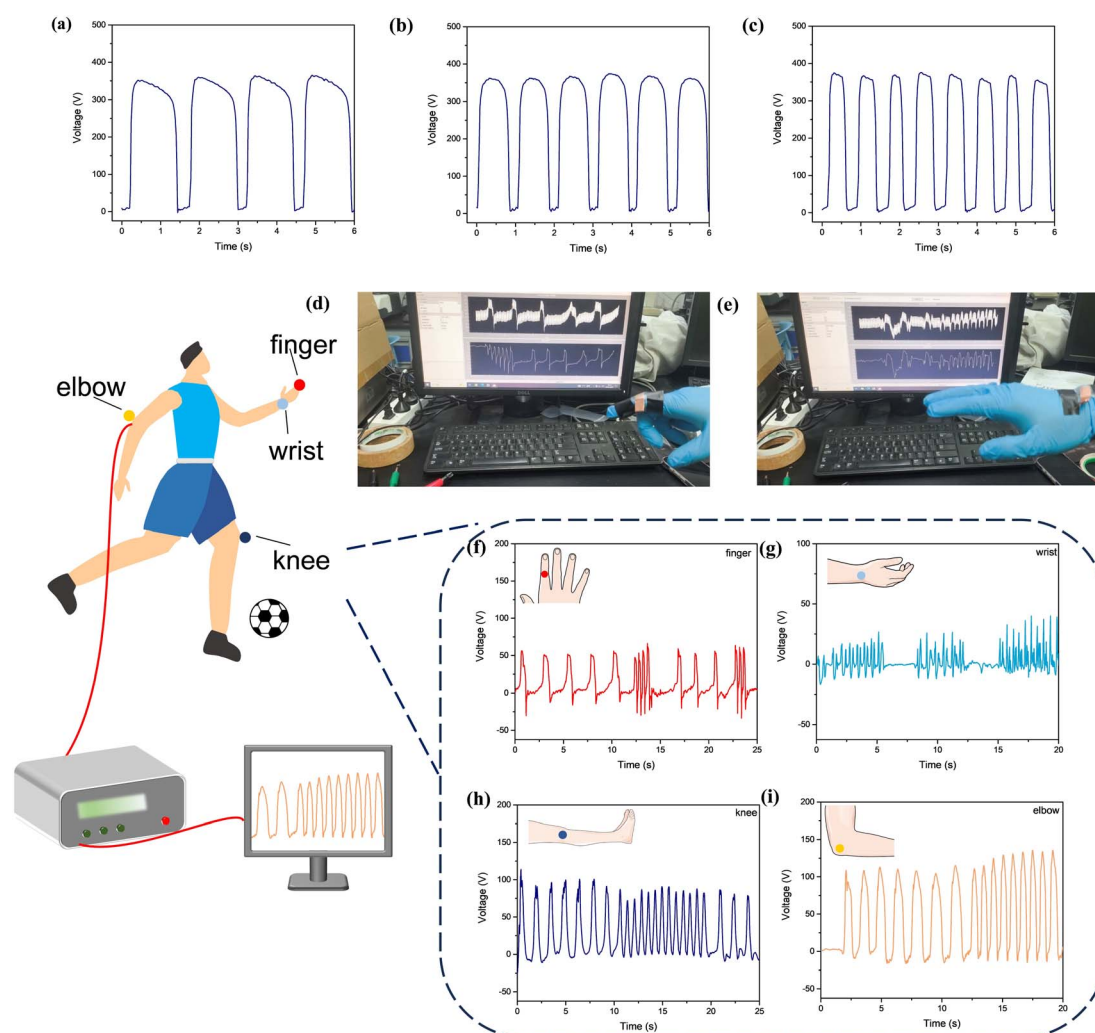 (a)
500
400
300
200
100
0
Voltage (V)
0 1 2 3 4 5 6
Time (s)
(b)
500
400
300
200
100
0
Voltage (V)
0 1 2 3 4 5 6
Time (s)
(c)
500
400
300
200
100
0
Voltage (V)
0 1 2 3 4 5 6
Time (s)
elbow
finger
wrist
knee
(d)
DELL
(e)
(f)
finger
200
150
100
50
0
-50
Voltage (V)
0 5 10 15 20 25
Time (s)
(g)
wrist
100
50
0
-50
Voltage (V)
0 5 10 15 20
Time (s)
(h)
knee
200
150
100
50
0
-50
Voltage (V)
0 5 10 15 20 25
Time (s)
(i)
elbow
200
150
100
50
0
-50
Voltage (V)
0 5 10 15 20
Time (s)